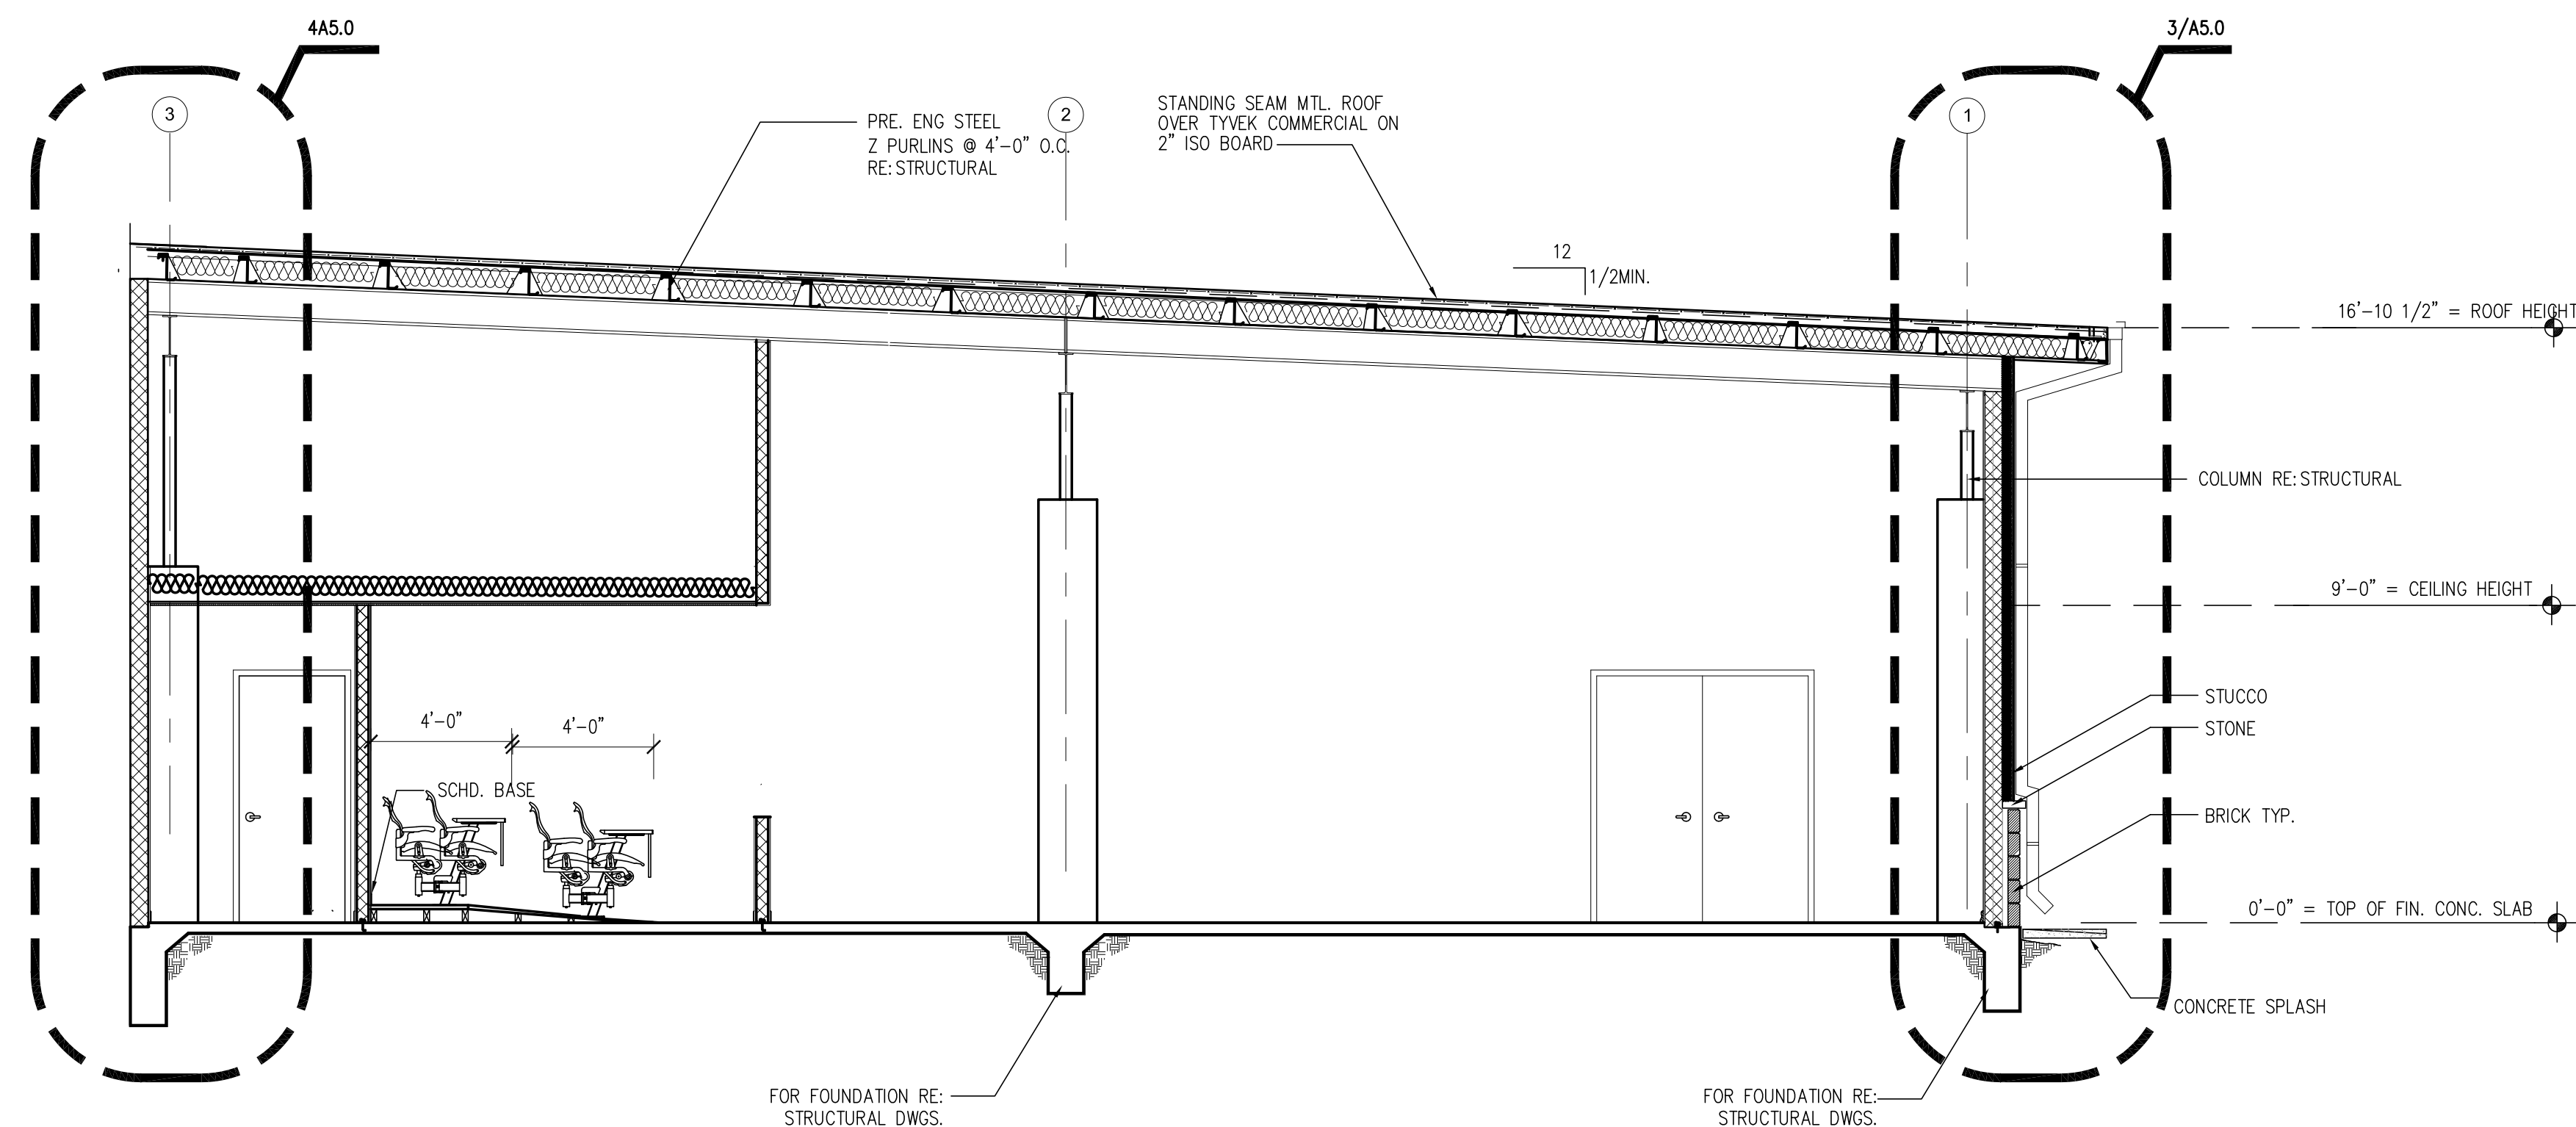 4A5.0
3/A5.0
3
2
1
PRE. ENG STEEL
Z PURLINS @ 4'-0" O.C.
RE:STRUCTURAL
STANDING SEAM MTL. ROOF
OVER TYVEK COMMERCIAL ON
2" ISO BOARD
12
1/2MIN.
16'-10 1/2" = ROOF HEIGHT
COLUMN RE:STRUCTURAL
9'-0" = CEILING HEIGHT
STUCCO
STONE
4'-0"
4'-0"
SCHD. BASE
BRICK TYP.
0'-0" = TOP OF FIN. CONC. SLAB
CONCRETE SPLASH
FOR FOUNDATION RE:
STRUCTURAL DWGS.
FOR FOUNDATION RE:
STRUCTURAL DWGS.